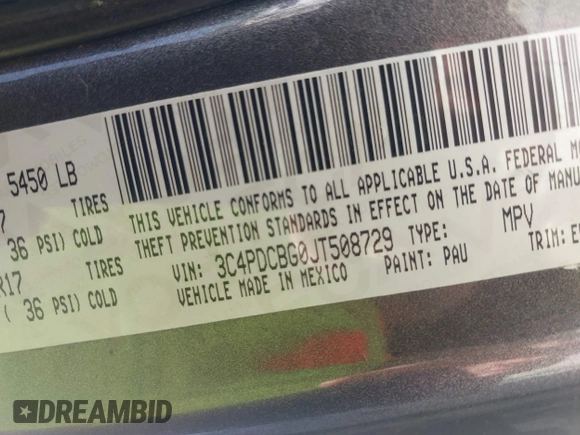 5450 LB
TIRES
36 PSI) COLD
THIS VEHICLE CONFORMS TO ALL APPLICABLE U.S.A. FEDERAL
THEFT PREVENTION STANDARDS IN EFFECT ON THE DATE OF MANU
R17 TIRES
( 36 PSI) COLD
VIN: 3C4PDCBG0JT508729 TYPE: MPV
VEHICLE MADE IN MEXICO PAINT: PAU TRIM:
DREAMBID